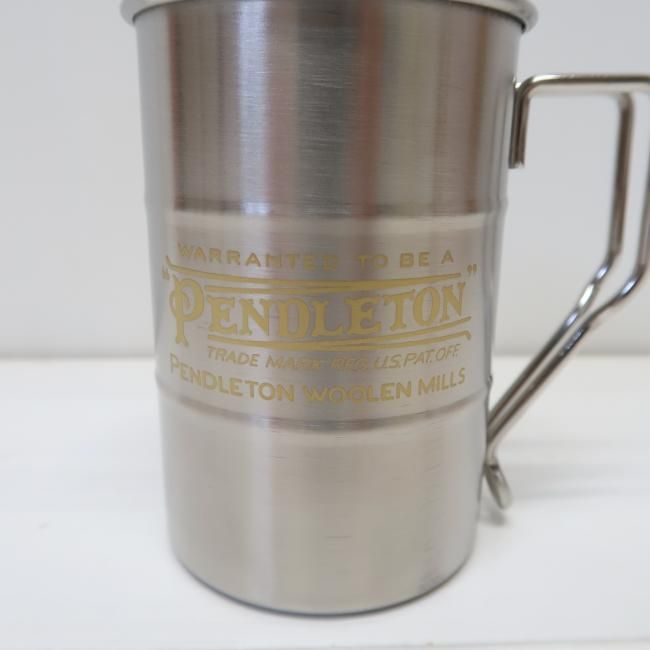 WARRANTED TO BE A
"PENDLETON"
TRADE MARK REG. U.S. PAT. OFF.
PENDLETON WOOLEN MILLS